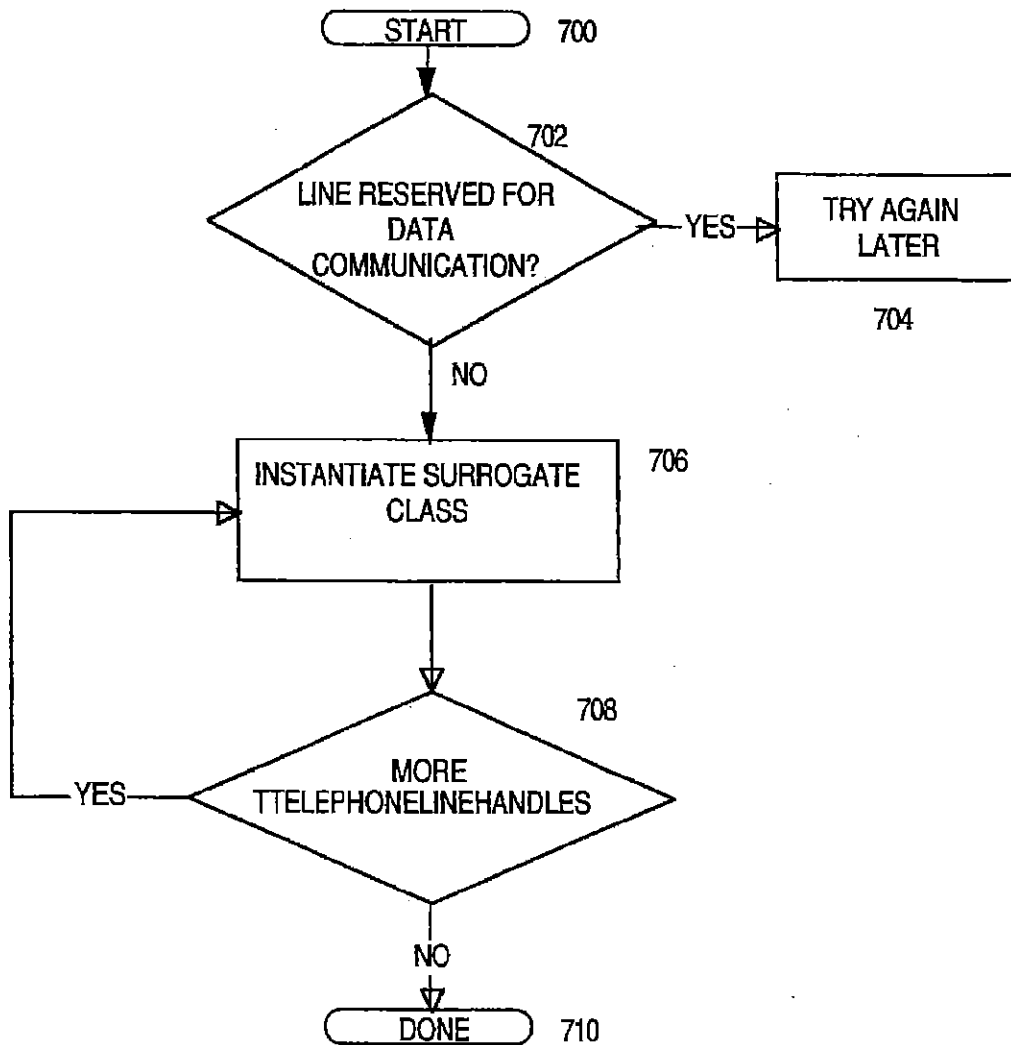 START
700
702
LINE RESERVED FOR
DATA
COMMUNICATION?
YES
TRY AGAIN
LATER
704
NO
706
INSTANTIATE SURROGATE
CLASS
708
MORE
TTELEPHONELINEHANDLES
YES
NO
DONE
710